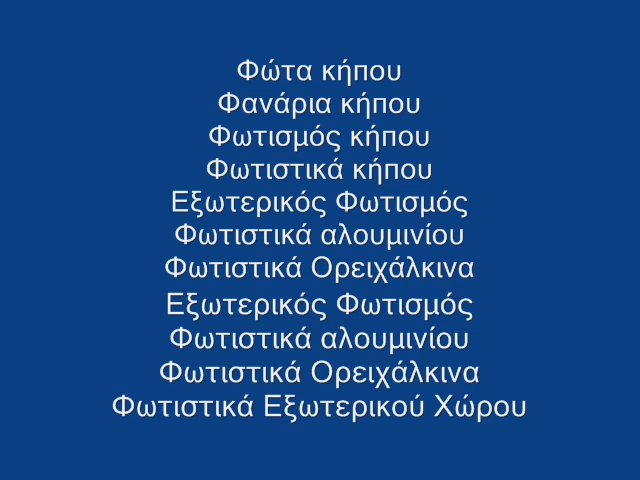 Φώτα κήπου
Φανάρια κήπου
Φωτισμός κήπου
Φωτιστικά κήπου
Εξωτερικός Φωτισμός
Φωτιστικά αλουμινίου
Φωτιστικά Ορειχάλκινα
Εξωτερικός Φωτισμός
Φωτιστικά αλουμινίου
Φωτιστικά Ορειχάλκινα
Φωτιστικά Εξωτερικού Χώρου